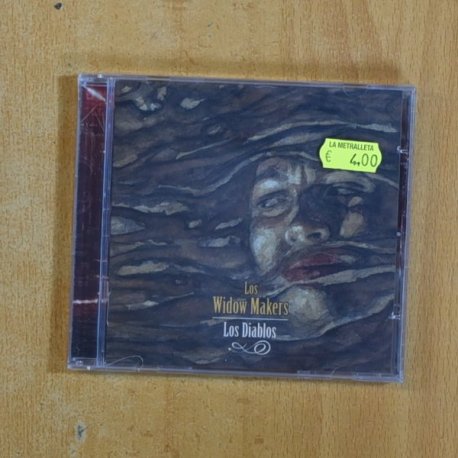 LA METRALLETA
€ 4,00
Los
Widow Makers
Los Diablos